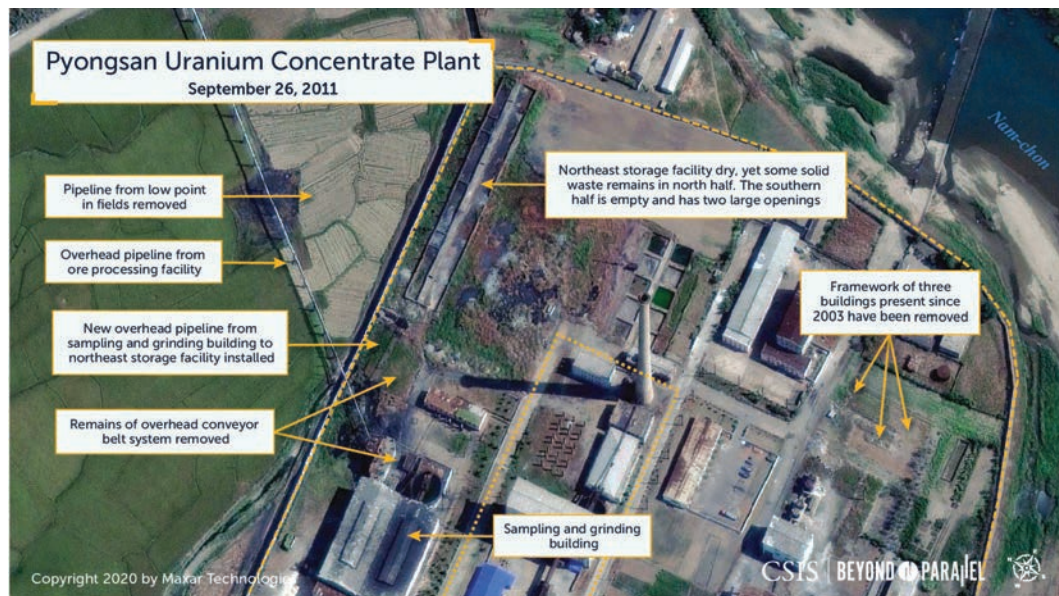 Pyongsan Uranium Concentrate Plant
September 26, 2011
Nam-chon
Northeast storage facility dry, yet some solid
waste remains in north half. The southern
half is empty and has two large openings
Pipeline from low point
in fields removed
Overhead pipeline from
ore processing facility
Framework of three
buildings present since
2003 have been removed
New overhead pipeline from
sampling and grinding building to
northeast storage facility installed
Remains of overhead conveyor
belt system removed
Sampling and grinding
building
Copyright 2020 by Maxar Technologies
CSIS | BEYOND PARALLEL